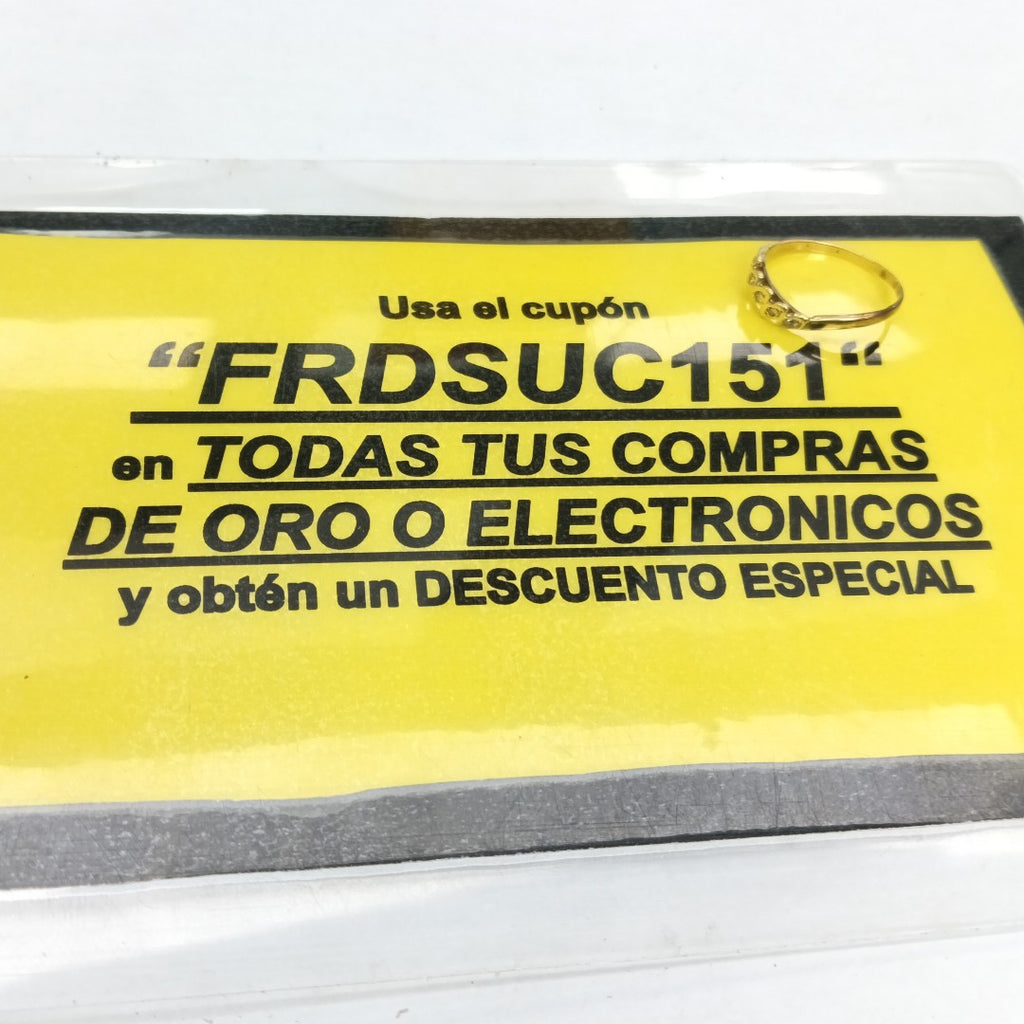 Usa el cupón
“FRDSUC151“
en TODAS TUS COMPRAS
DE ORO O ELECTRONICOS
y obtén un DESCUENTO ESPECIAL